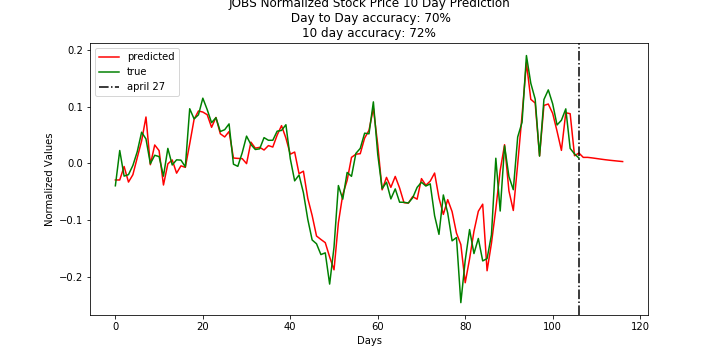 JOBS Normalized Stock Price 10 Day Prediction
Day to Day accuracy: 70%
10 day accuracy: 72%
predicted
true
april 27
Normalized Values
0.2
0.1
0.0
−0.1
−0.2
0 20 40 60 80 100 120
Days